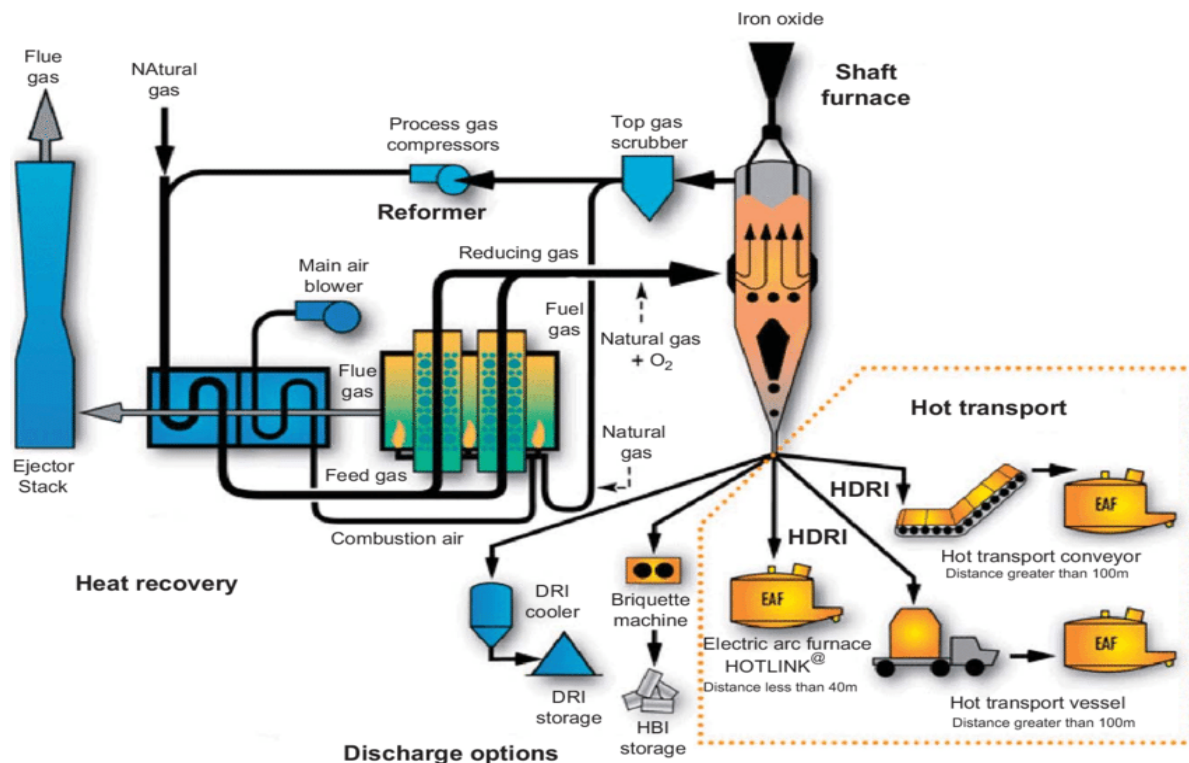 Iron oxide
Flue
gas
NAtural
gas
Shaft
furnace
Process gas
compressors
Top gas
scrubber
Reformer
Reducing gas
Main air
blower
Fuel
gas
Natural gas
+ O2
Flue
gas
Hot transport
Natural
gas
Ejector
Stack
Feed gas
HDRI
EAF
Combustion air
HDRI
Hot transport conveyor
Distance greater than 100m
Heat recovery
DRI
cooler
Briquette
machine
EAF
EAF
Electric arc furnace
HOTLINK@
Distance less than 40m
DRI
storage
HBI
storage
Hot transport vessel
Distance greater than 100m
Discharge options